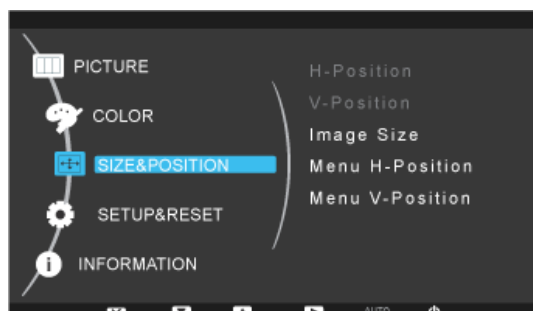 PICTURE
COLOR
SIZE&POSITION
SETUP&RESET
INFORMATION
H-Position
V-Position
Image Size
Menu H-Position
Menu V-Position
AUTO